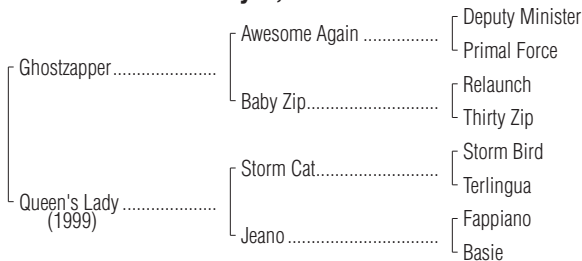 Deputy Minister
Awesome Again ................
Primal Force
Ghostzapper......................
Relaunch
Baby Zip............................
Thirty Zip
Storm Bird
Storm Cat..........................
Terlingua
Queen's Lady ....................
(1999)
Fappiano
Jeano ................................
Basie